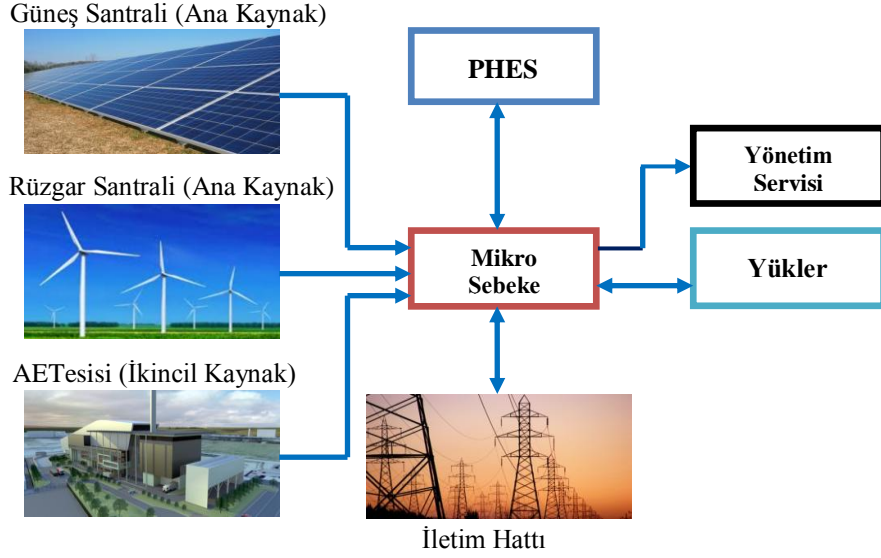 Güneş Santrali (Ana Kaynak)
PHES
Yönetim
Servisi
Rüzgar Santrali (Ana Kaynak)
Mikro
Sebeke
Yükler
AETesisi (İkincil Kaynak)
İletim Hattı